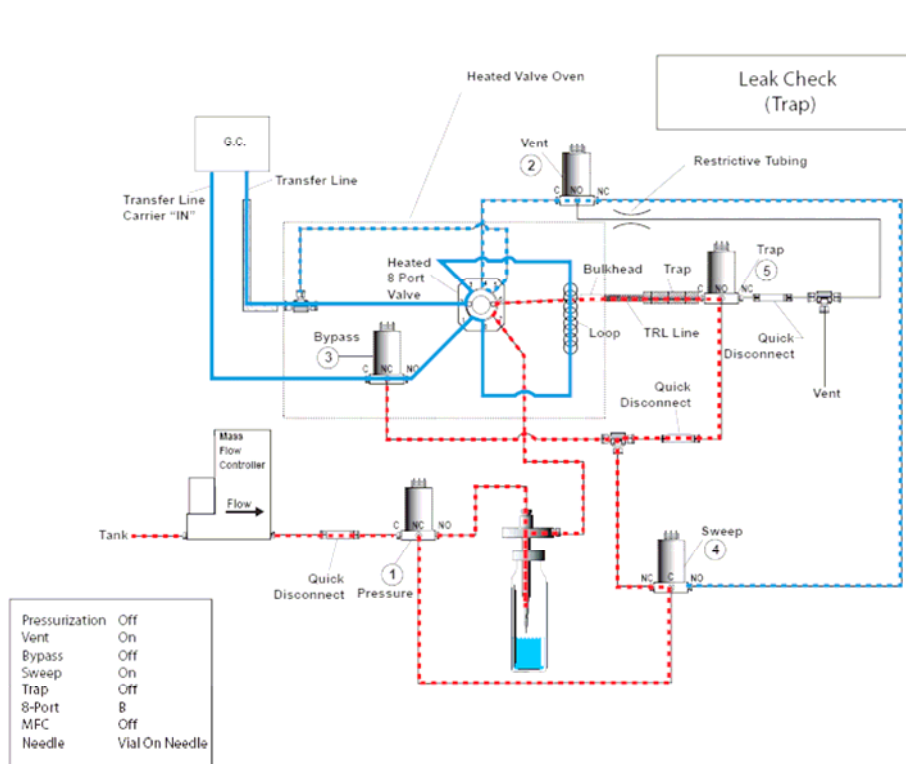 Leak Check
(Trap)
Heated Valve Oven
G.C.
Vent
2
C NO NC
Restrictive Tubing
Transfer Line
Transfer Line
Carrier "IN"
Heated
8 Port
Valve
Bulkhead
Trap
Trap
5
C NO NC
Bypass
3
Loop
TRL Line
Quick
Disconnect
C NC NO
Vent
Quick
Disconnect
Mass
Flow
Controller
Flow
C NC NO
Sweep
4
Tank
1
Pressure
Quick
Disconnect
NC C NO
Pressurization Off
Vent On
Bypass Off
Sweep On
Trap Off
8-Port B
MFC Off
Needle Vial On Needle